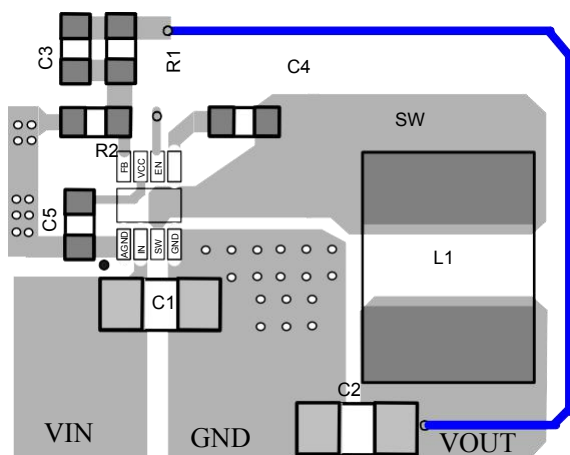 C3
R1
C4
SW
R2
FB
VCC
EN
C5
AGND
IN
SW
GND
L1
C1
C2
VIN
GND
VOUT